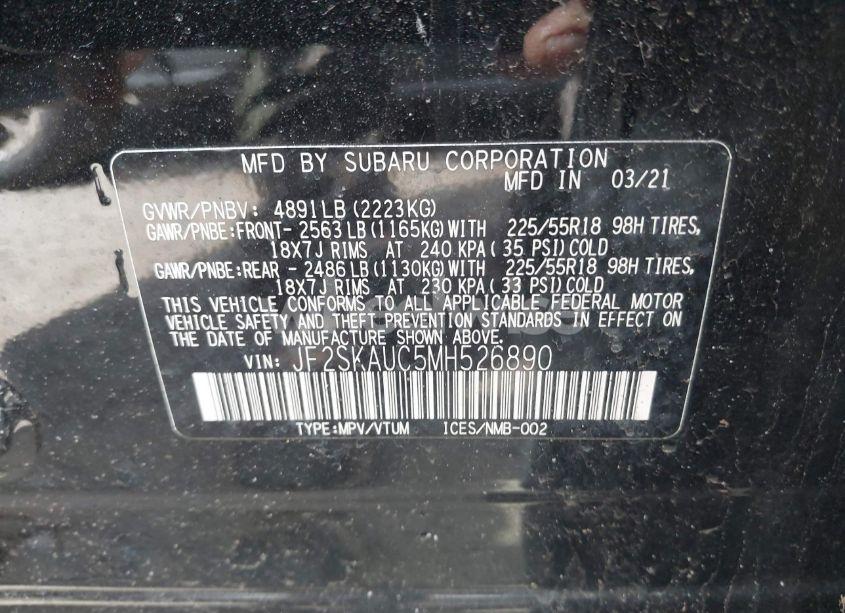 MFD BY SUBARU CORPORATION
MFD IN 03/21
GVWR/PNBV: 4891LB (2223KG)
GAWR/PNBE:FRONT- 2563 LB (1165KG) WITH 225/55R18 98H TIRES,
18X7J RIMS AT 240 KPA( 35 PSI) COLD
GAWR/PNBE:REAR - 2486 LB (1130KG) WITH 225/55R18 98H TIRES,
18X7J RIMS AT 230 KPA( 33 PSI) COLD
THIS VEHICLE CONFORMS TO ALL APPLICABLE FEDERAL MOTOR
VEHICLE SAFETY AND THEFT PREVENTION STANDARDS IN EFFECT ON
THE DATE OF MANUFACTURE SHOWN ABOVE.
VIN: JF2SKAUC5MH526890
TYPE:MPV/VTUM ICES/NMB-002